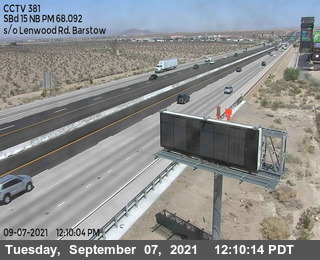 CCTV 381
SBd 15 NB PM 68.092
s/o Lenwood Rd. Barstow
09-07-2021 12:10:04 PM
Tuesday, September 07, 2021 12:10:14 PDT